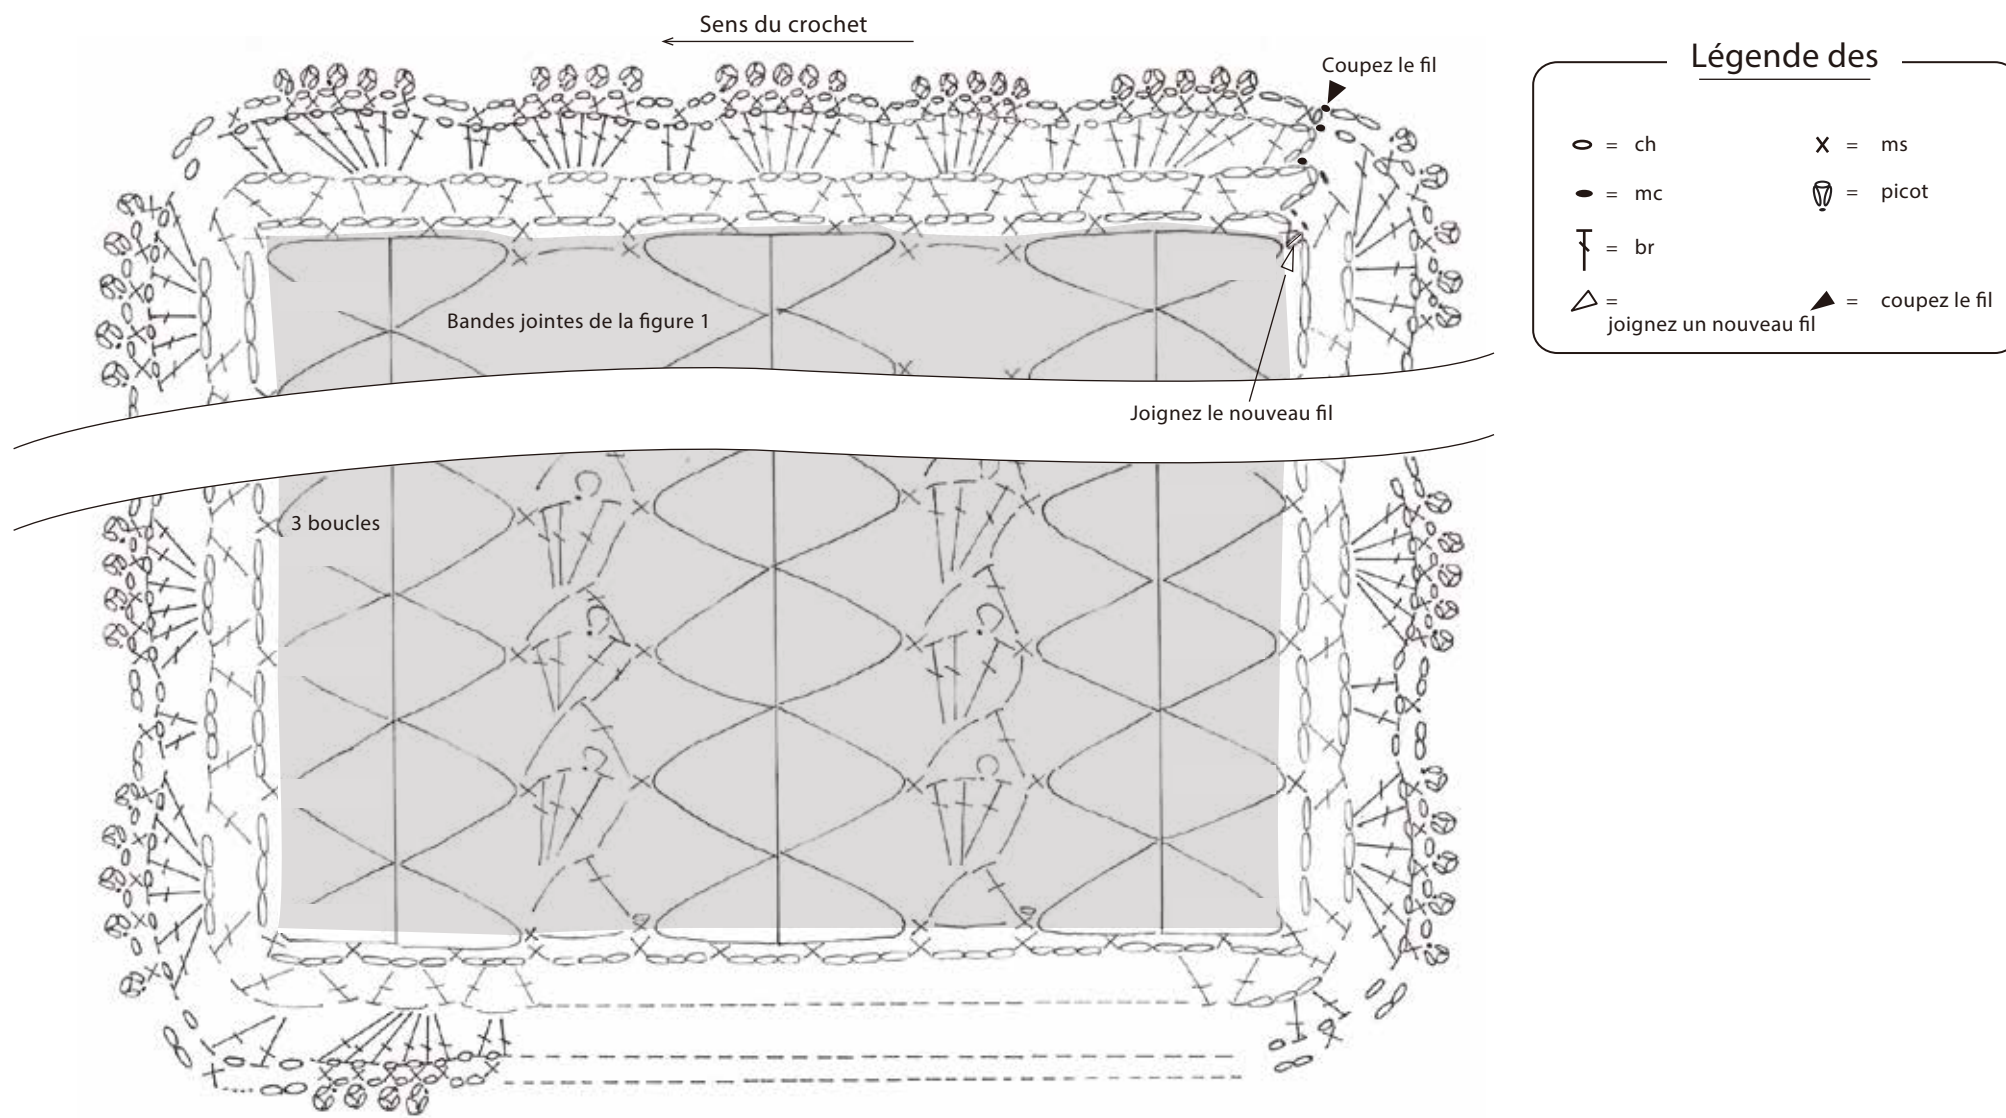 Sens du crochet
Coupez le fil
Bandes jointes de la figure 1
Joignez le nouveau fil
3 boucles
Légende des
= ch
= ms
= mc
= picot
= br
=
joignez un nouveau fil
= coupez le fil